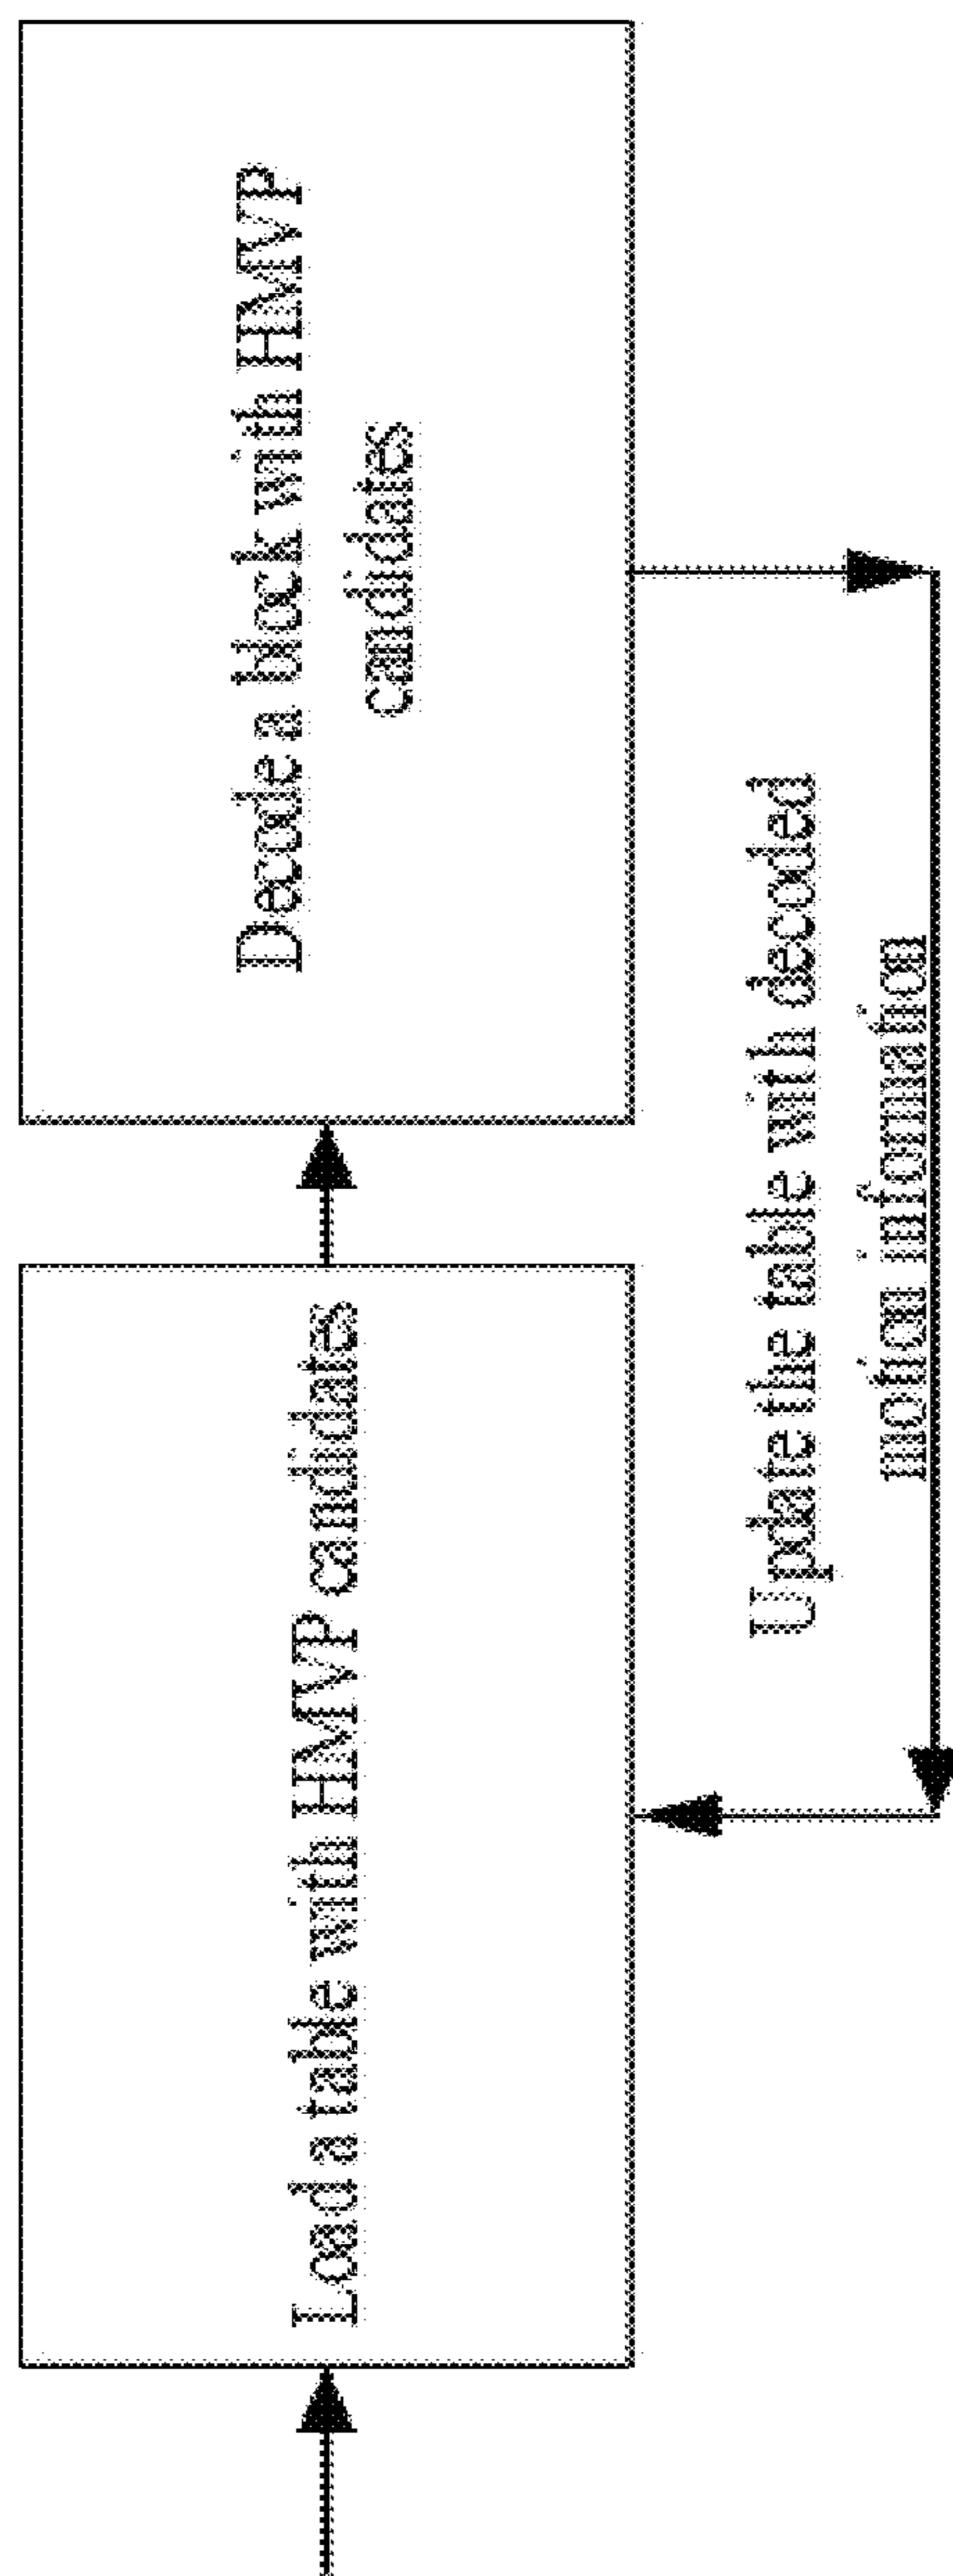 Load a table with HMVP candidates
Decode a block with HMVP
candidates
Update the table with decoded
motion information